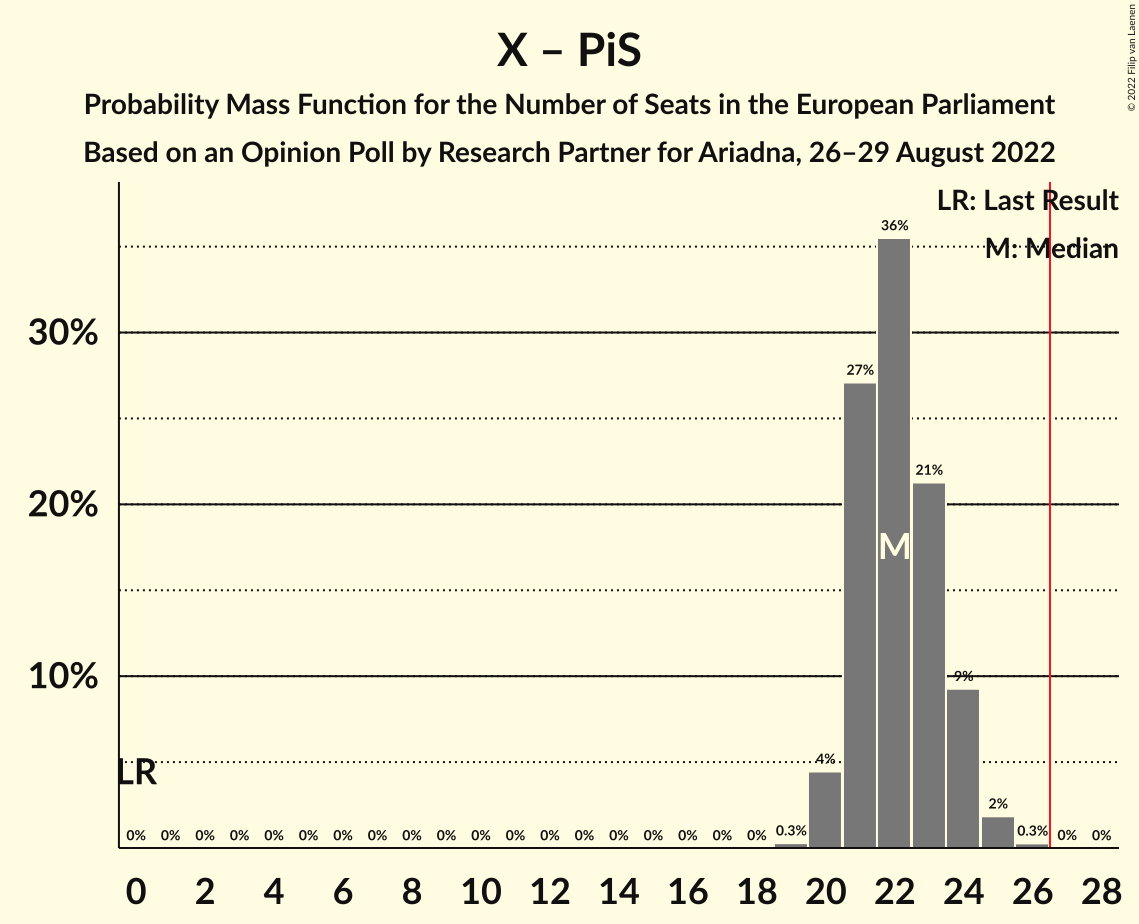 X – PiS
Probability Mass Function for the Number of Seats in the European Parliament
Based on an Opinion Poll by Research Partner for Ariadna, 26–29 August 2022
© 2022 Filip van Laenen
LR: Last Result
M: Median
36%
30%
27%
21%
20%
M
10%
9%
4%
LR
2%
0% 0% 0% 0% 0% 0% 0% 0% 0% 0% 0% 0% 0% 0% 0% 0% 0% 0% 0% 0.3% 0.3% 0% 0%
0 2 4 6 8 10 12 14 16 18 20 22 24 26 28